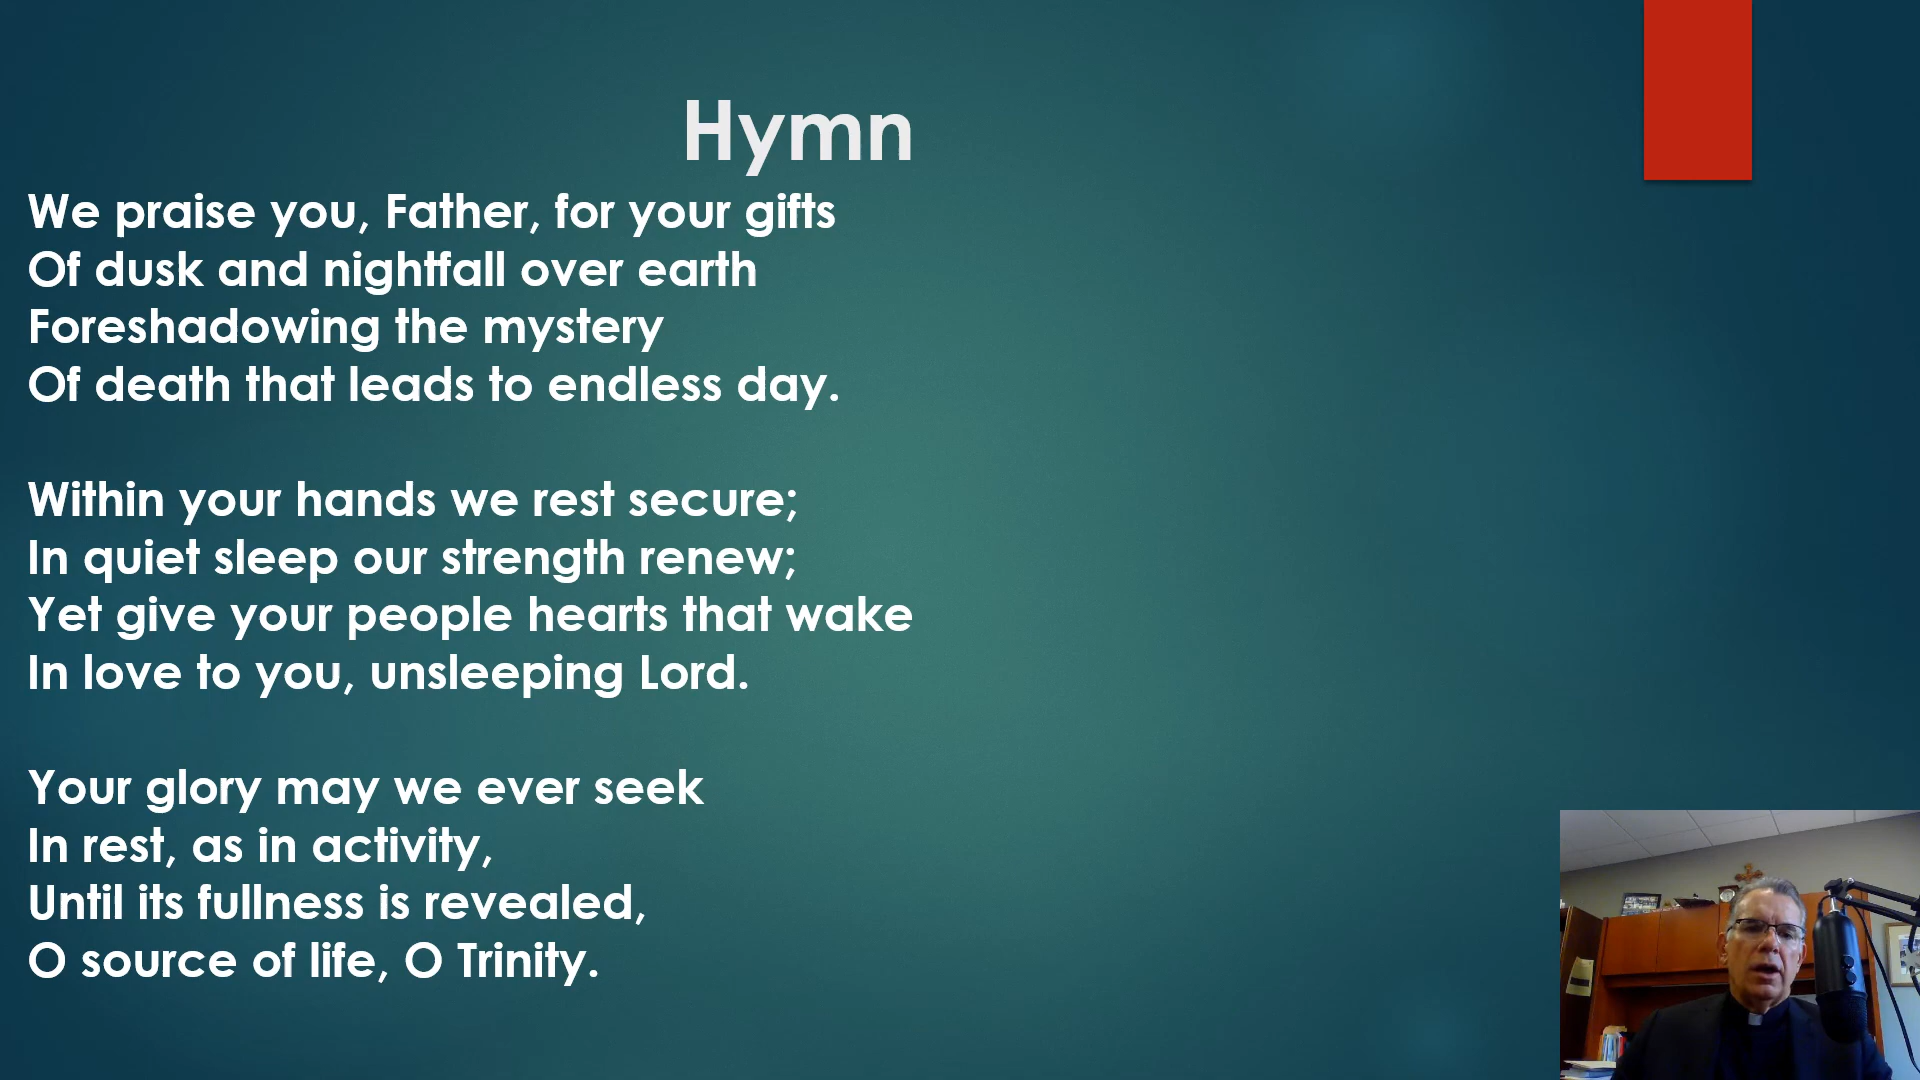 Hymn
We praise you, Father, for your gifts
Of dusk and nightfall over earth
Foreshadowing the mystery
Of death that leads to endless day.
Within your hands we rest secure;
In quiet sleep our strength renew;
Yet give your people hearts that wake
In love to you, unsleeping Lord.
Your glory may we ever seek
In rest, as in activity,
Until its fullness is revealed,
O source of life, O Trinity.